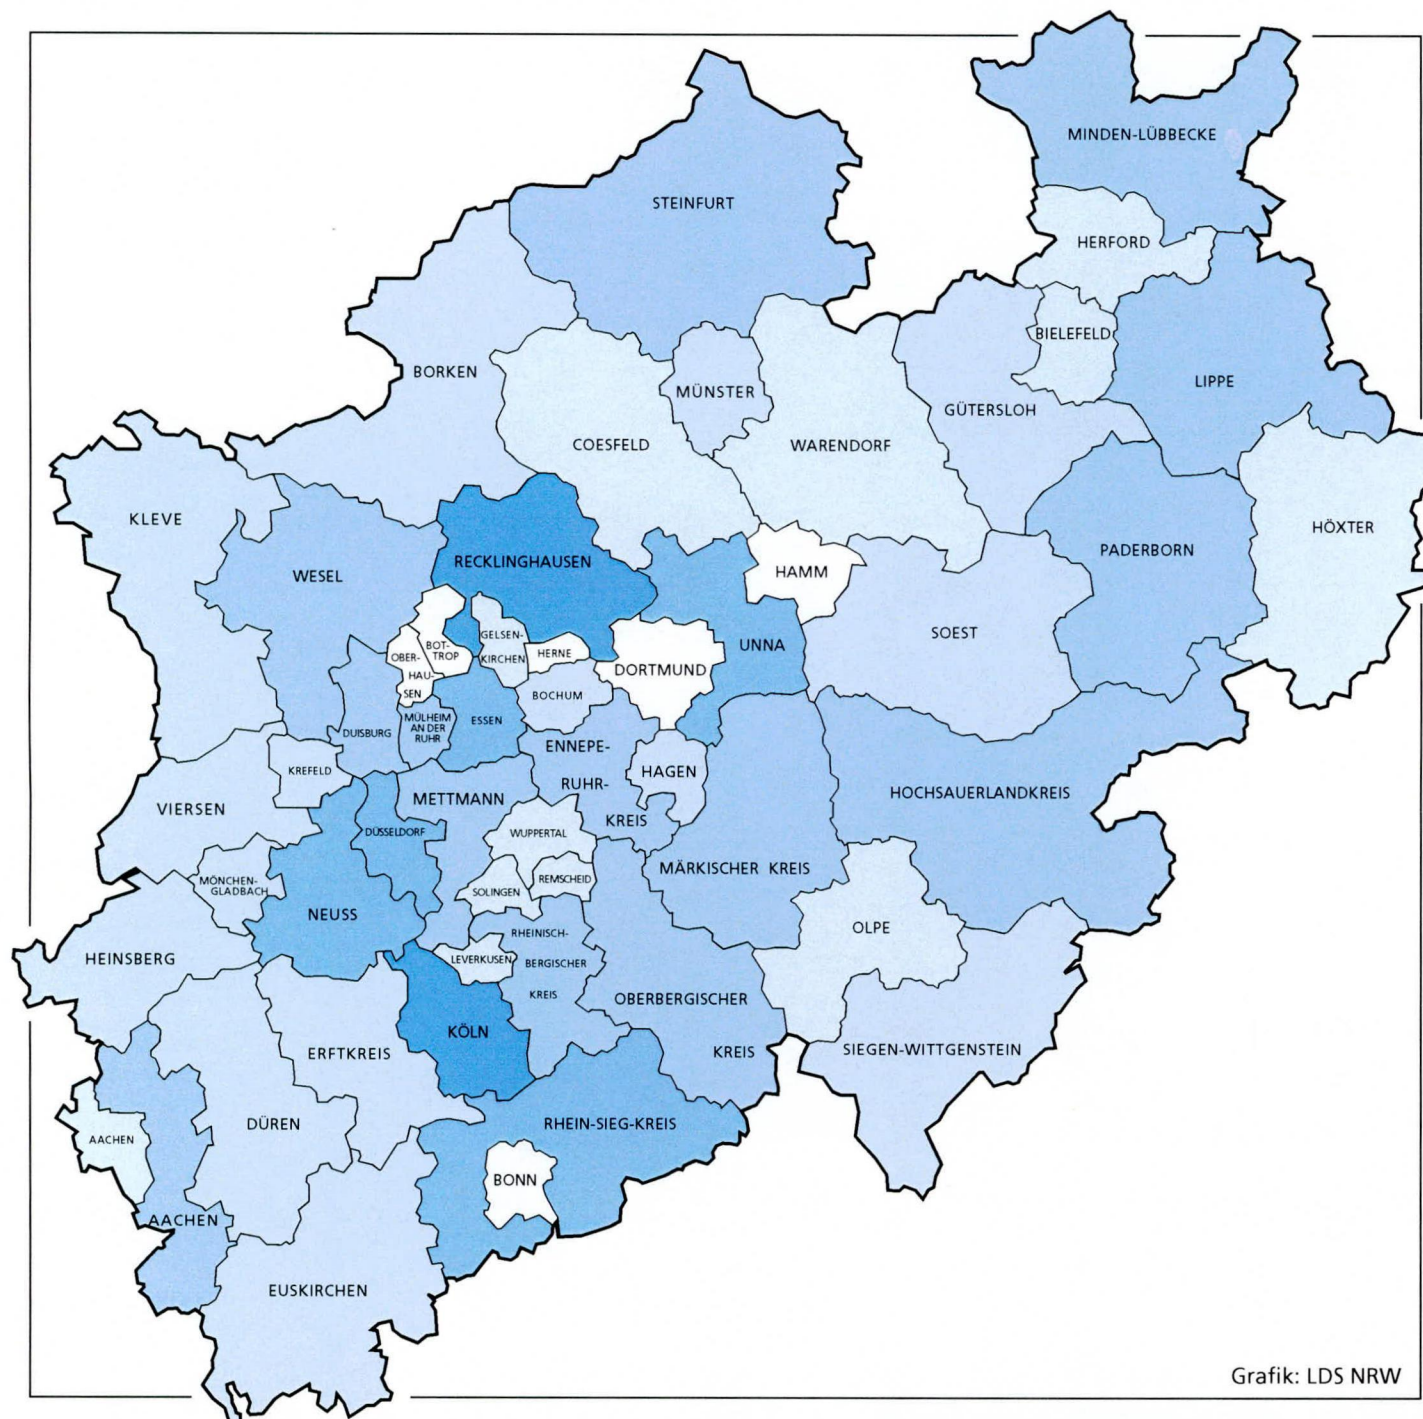 MINDEN-LÜBBECKE
STEINFURT
HERFORD
BIELEFELD
BORKEN
LIPPE
MÜNSTER
GÜTERSLOH
COESFELD
WARENDORF
KLEVE
HÖXTER
PADERBORN
RECKLINGHAUSEN
HAMM
WESEL
SOEST
GELSEN-
KIRCHEN
UNNA
BOT-
TROP
HERNE
OBER-
HAU-
SEN
DORTMUND
BOCHUM
MÜLHEIM
AN DER
RUHR
ESSEN
DUISBURG
ENNEPE-
RUHR-
KREIS
HAGEN
KREFELD
HOCHSAUERLANDKREIS
METTMANN
VIERSEN
DÜSSELDORF
WUPPERTAL
MÄRKISCHER KREIS
MÖNCHEN-
GLADBACH
SOLINGEN
REMSCHEID
NEUSS
OLPE
RHEINISCH-
BERGISCHER
KREIS
HEINSBERG
LEVERKUSEN
OBERBERGISCHER
KREIS
KÖLN
ERFTKREIS
SIEGEN-WITTGENSTEIN
DÜREN
RHEIN-SIEG-KREIS
AACHEN
BONN
AACHEN
EUSKIRCHEN
Grafik: LDS NRW